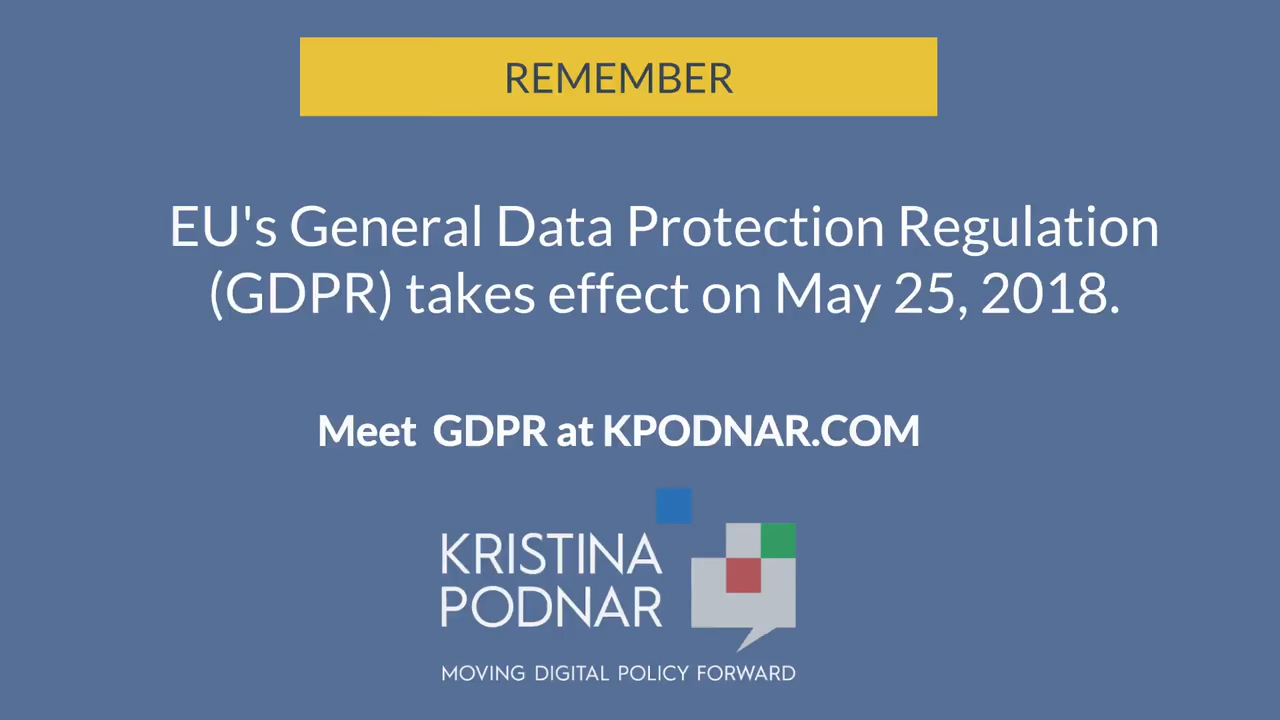 REMEMBER
EU's General Data Protection Regulation
(GDPR) takes effect on May 25, 2018.
Meet GDPR at KPODNAR.COM
KRISTINA
PODNAR
MOVING DIGITAL POLICY FORWARD